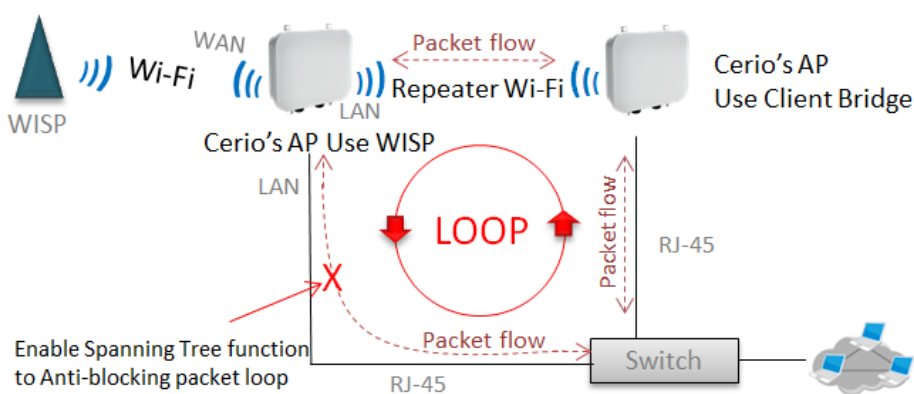 WISP
Wi-Fi
WAN
LAN
Cerio's AP Use WISP
Packet flow
Repeater Wi-Fi
Cerio's AP
Use Client Bridge
LAN
LOOP
Packet flow
RJ-45
X
Enable Spanning Tree function
to Anti-blocking packet loop
Packet flow
RJ-45
Switch